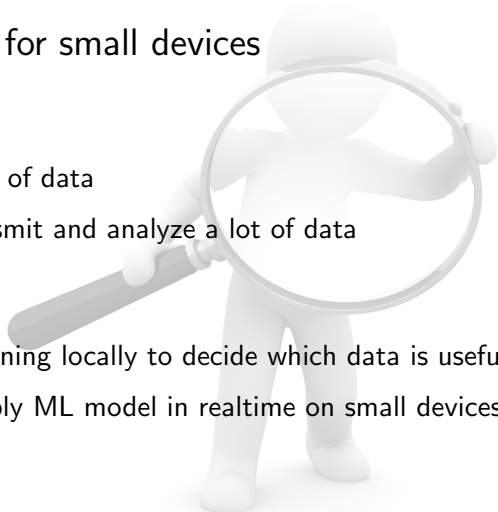 for small devices
of data
smit and analyze a lot of data
ning locally to decide which data is usefu
ly ML model in realtime on small devices